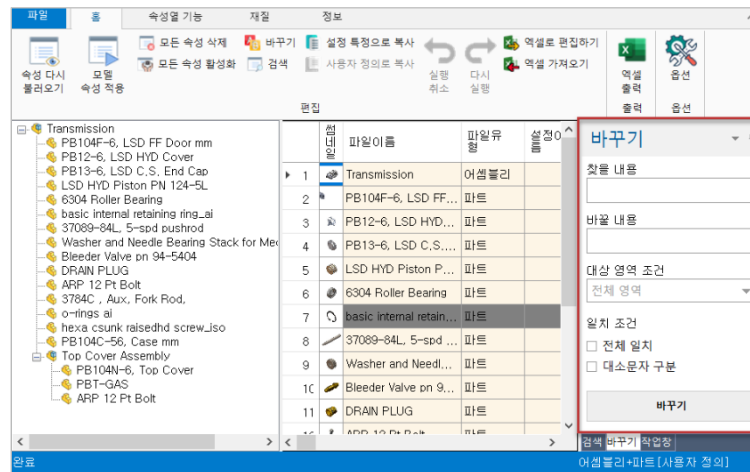 파일 홈 속성열 기능 재질 정보
모든 속성 삭제 바꾸기 설정 특정으로 복사 엑셀로 편집하기
모든 속성 활성화 검색 사용자 정의로 복사 엑셀 가져오기
속성 다시 불러오기
모델 속성 적용
실행 취소
다시 실행
엑셀 출력
옵션
편집 출력 옵션
Transmission
PB104F-6, LSD FF Door mm
PB12-6, LSD HYD Cover
PB13-6, LSD C,S, End Cap
LSD HYD Piston PN 124-5L
6304 Roller Bearing
basic internal retaining ring_ai
37089-84L, 5-spd pushrod
Washer and Needle Bearing Stack for Med
Bleeder Valve pn 94-5404
DRAIN PLUG
ARP 12 Pt Bolt
3784C , Aux, Fork Rod,
o-rings ai
hexa csunk raisedhd screw_iso
PB104C-56, Case mm
Top Cover Assembly
PB104N-6, Top Cover
PBT-GAS
ARP 12 Pt Bolt
썸네일 파일이름 파일유형 설정이름
1 Transmission 어셈블리
2 PB104F-6, LSD FF... 파트
3 PB12-6, LSD HYD... 파트
4 PB13-6, LSD C,S,... 파트
5 LSD HYD Piston P... 파트
6 6304 Roller Bearing 파트
7 basic internal retain... 파트
8 37089-84L, 5-spd ... 파트
9 Washer and Needl... 파트
10 Bleeder Valve pn 9... 파트
11 DRAIN PLUG 파트
ARP 12 Pt Bolt 파트
바꾸기
찾을 내용
바꿀 내용
대상 영역 조건
전체 영역
일치 조건
전체 일치
대소문자 구분
바꾸기
검색 바꾸기 작업창
완료 어셈블리+파트[사용자 정의]